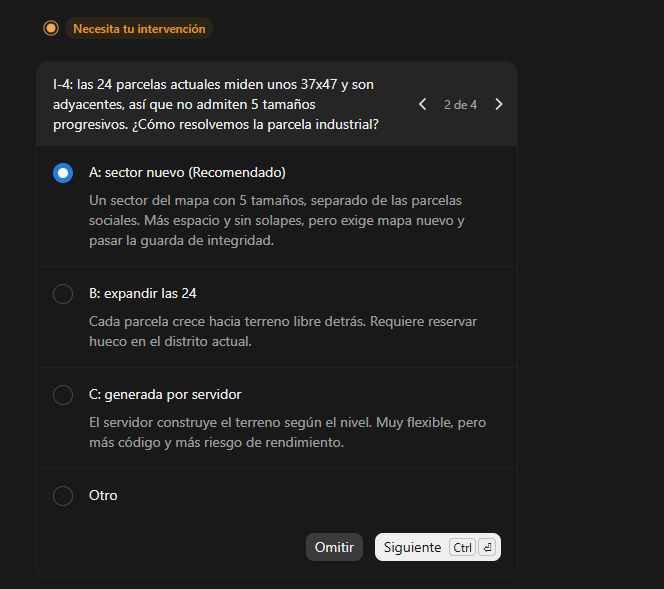 Necesita tu intervención
I-4: las 24 parcelas actuales miden unos 37x47 y son
adyacentes, así que no admiten 5 tamaños
progresivos. ¿Cómo resolvemos la parcela industrial?
2 de 4
A: sector nuevo (Recomendado)
Un sector del mapa con 5 tamaños, separado de las parcelas
sociales. Más espacio y sin solapes, pero exige mapa nuevo y
pasar la guarda de integridad.
B: expandir las 24
Cada parcela crece hacia terreno libre detrás. Requiere reservar
hueco en el distrito actual.
C: generada por servidor
El servidor construye el terreno según el nivel. Muy flexible, pero
más código y más riesgo de rendimiento.
Otro
Omitir
Siguiente Ctrl ⏎